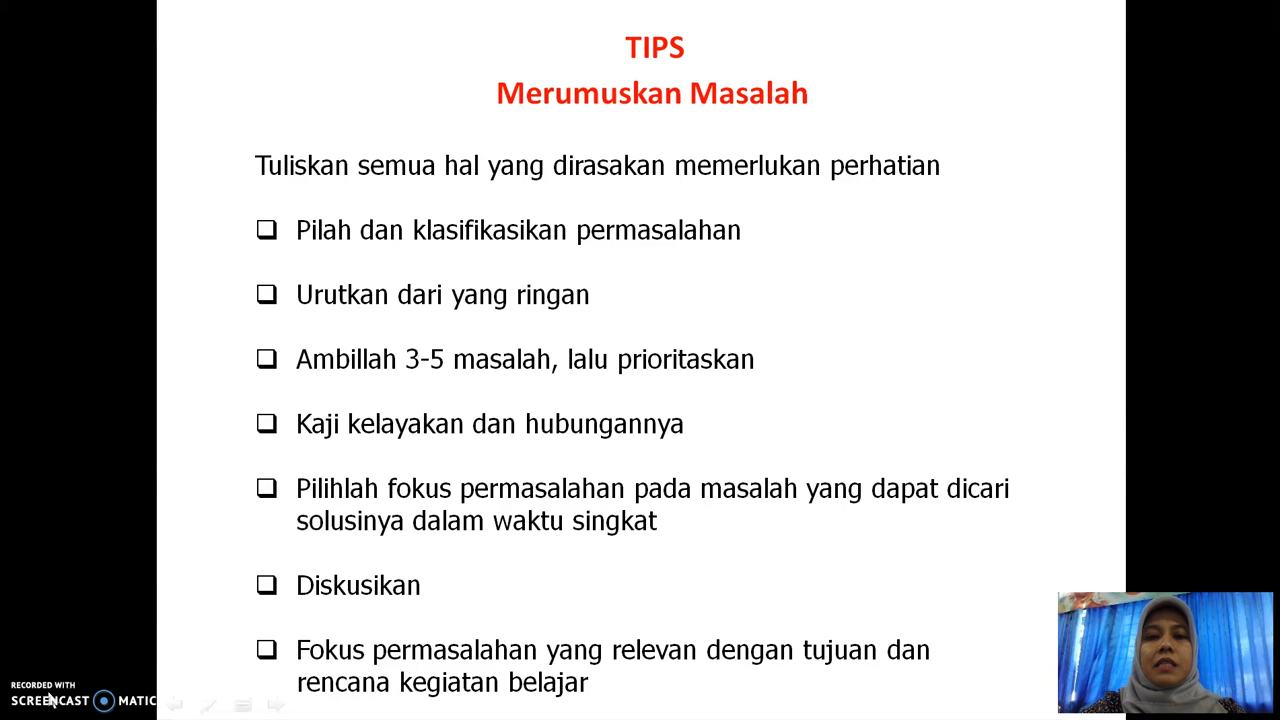 TIPS
Merumuskan Masalah
Tuliskan semua hal yang dirasakan memerlukan perhatian
❑ Pilah dan klasifikasikan permasalahan
❑ Urutkan dari yang ringan
❑ Ambillah 3-5 masalah, lalu prioritaskan
❑ Kaji kelayakan dan hubungannya
❑ Pilihlah fokus permasalahan pada masalah yang dapat dicari
solusinya dalam waktu singkat
❑ Diskusikan
❑ Fokus permasalahan yang relevan dengan tujuan dan
rencana kegiatan belajar
RECORDED WITH
SCREENCAST MATIC